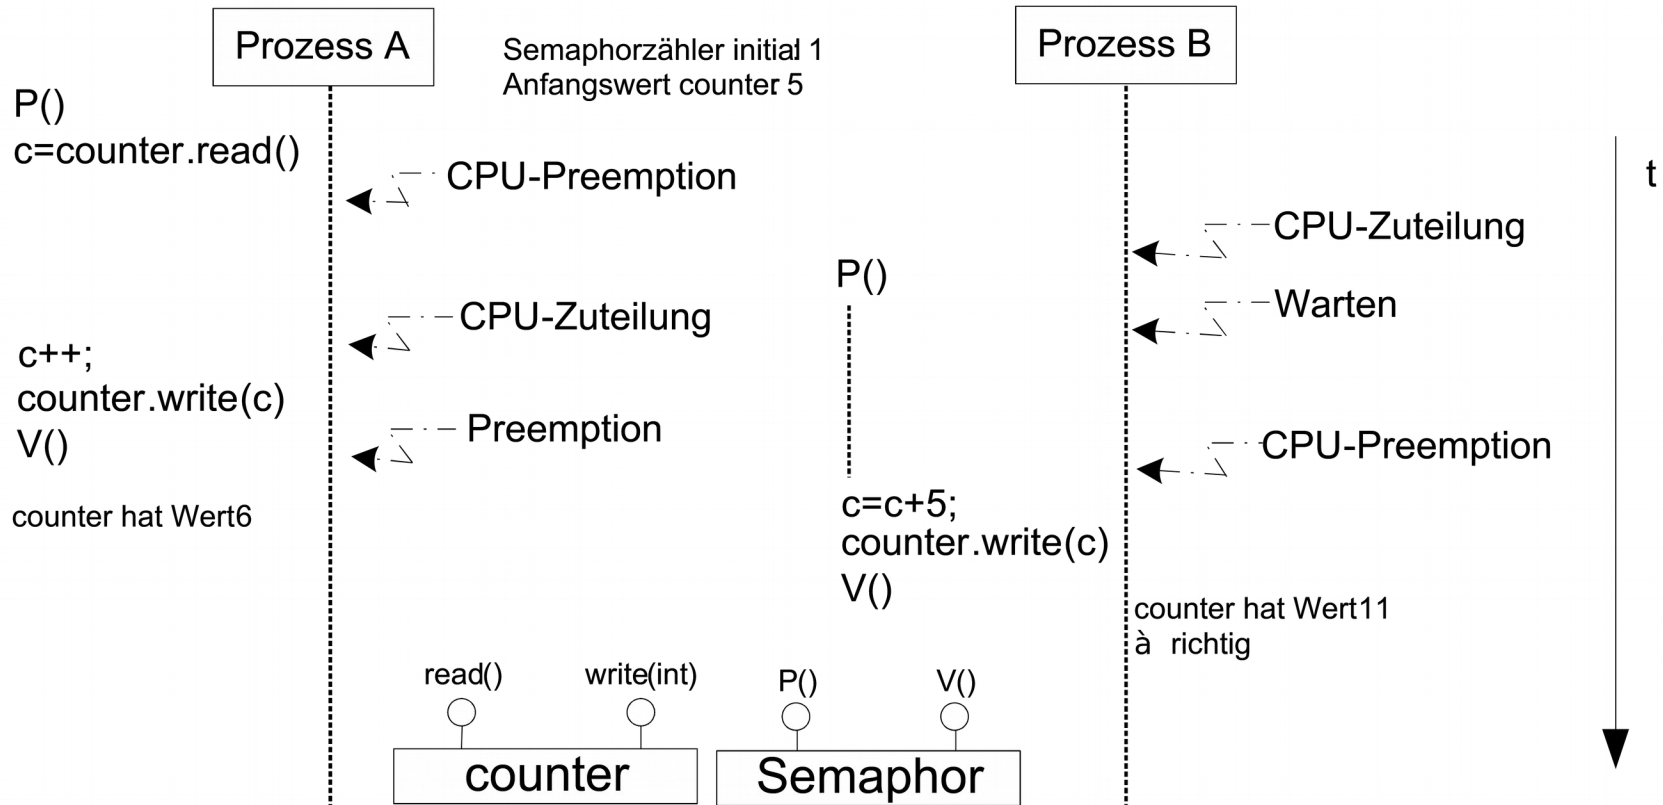 Prozess A
Semaphorzähler initial: 1
Anfangswert counter: 5
Prozess B
P()
c=counter.read()
CPU-Preemption
t
CPU-Zuteilung
P()
Warten
CPU-Zuteilung
c++;
counter.write(c)
V()
Preemption
CPU-Preemption
counter hat Wert6
c=c+5;
counter.write(c)
V()
counter hat Wert11
à richtig
read()
write(int)
P()
V()
counter
Semaphor